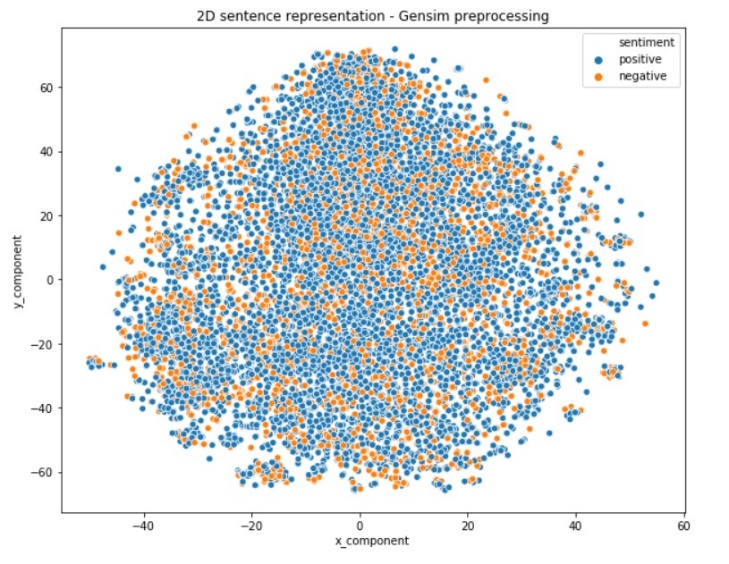 2D sentence representation - Gensim preprocessing
sentiment
positive
negative
60
40
20
0
−20
−40
−60
y_component
−40
−20
0
20
40
60
x_component